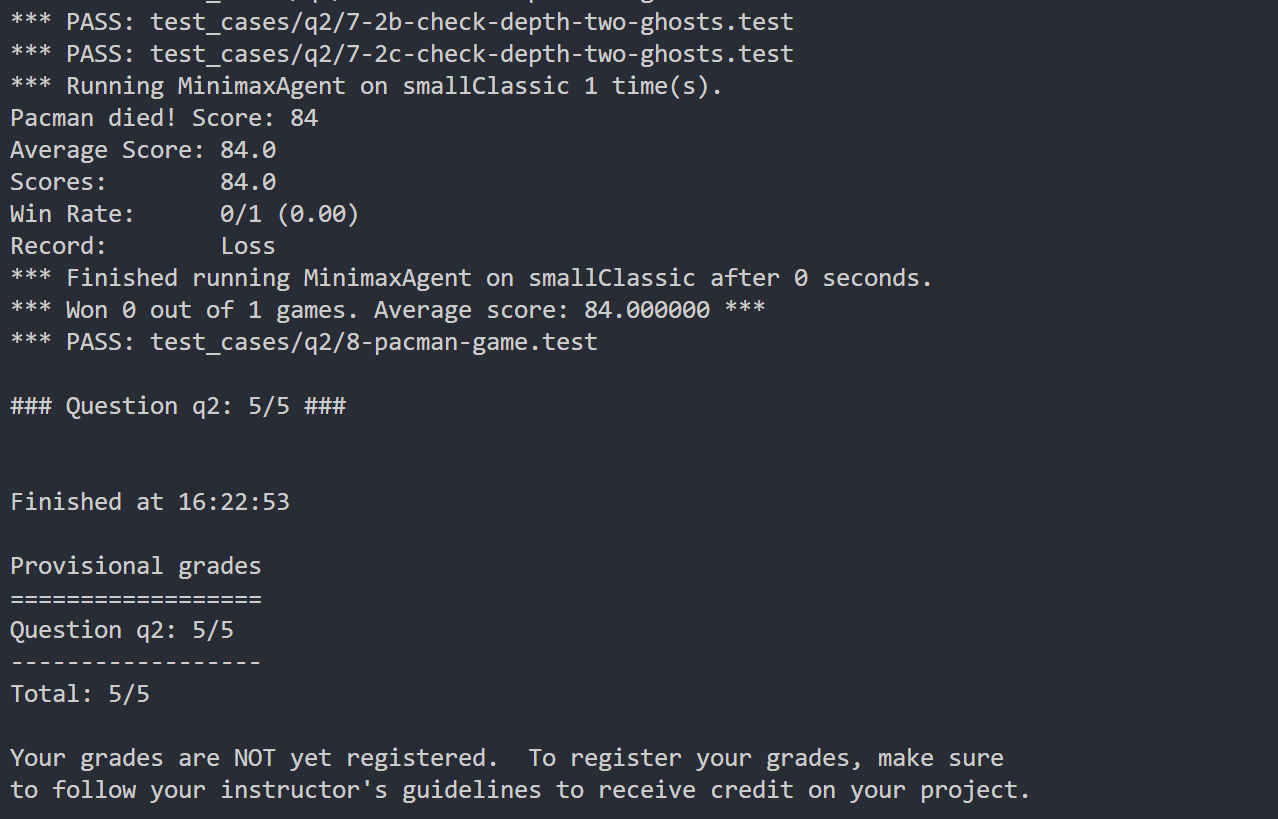 *** PASS: test_cases/q2/7-2b-check-depth-two-ghosts.test
*** PASS: test_cases/q2/7-2c-check-depth-two-ghosts.test
*** Running MinimaxAgent on smallClassic 1 time(s).
Pacman died! Score: 84
Average Score: 84.0
Scores:        84.0
Win Rate:      0/1 (0.00)
Record:        Loss
*** Finished running MinimaxAgent on smallClassic after 0 seconds.
*** Won 0 out of 1 games. Average score: 84.000000 ***
*** PASS: test_cases/q2/8-pacman-game.test
### Question q2: 5/5 ###
Finished at 16:22:53
Provisional grades
==================
Question q2: 5/5
------------------
Total: 5/5
Your grades are NOT yet registered.  To register your grades, make sure
to follow your instructor's guidelines to receive credit on your project.